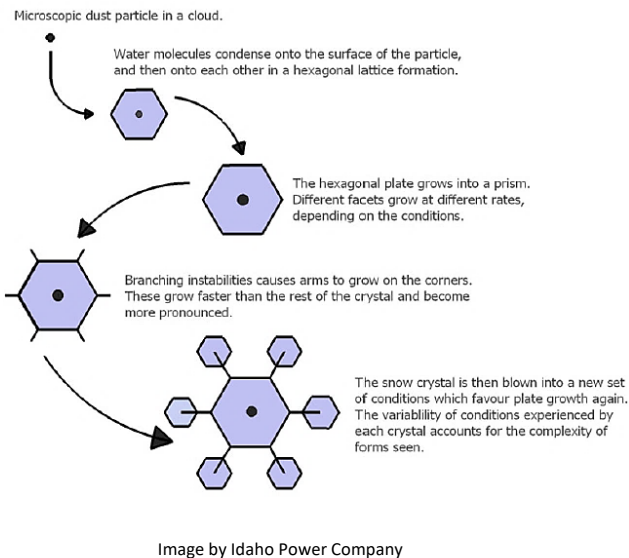 Microscopic dust particle in a cloud.
Water molecules condense onto the surface of the particle,
and then onto each other in a hexagonal lattice formation.
The hexagonal plate grows into a prism.
Different facets grow at different rates,
depending on the conditions.
Branching instabilities causes arms to grow on the corners.
These grow faster than the rest of the crystal and become
more pronounced.
The snow crystal is then blown into a new set
of conditions which favour plate growth again.
The variablility of conditions experienced by
each crystal accounts for the complexity of
forms seen.
Image by Idaho Power Company